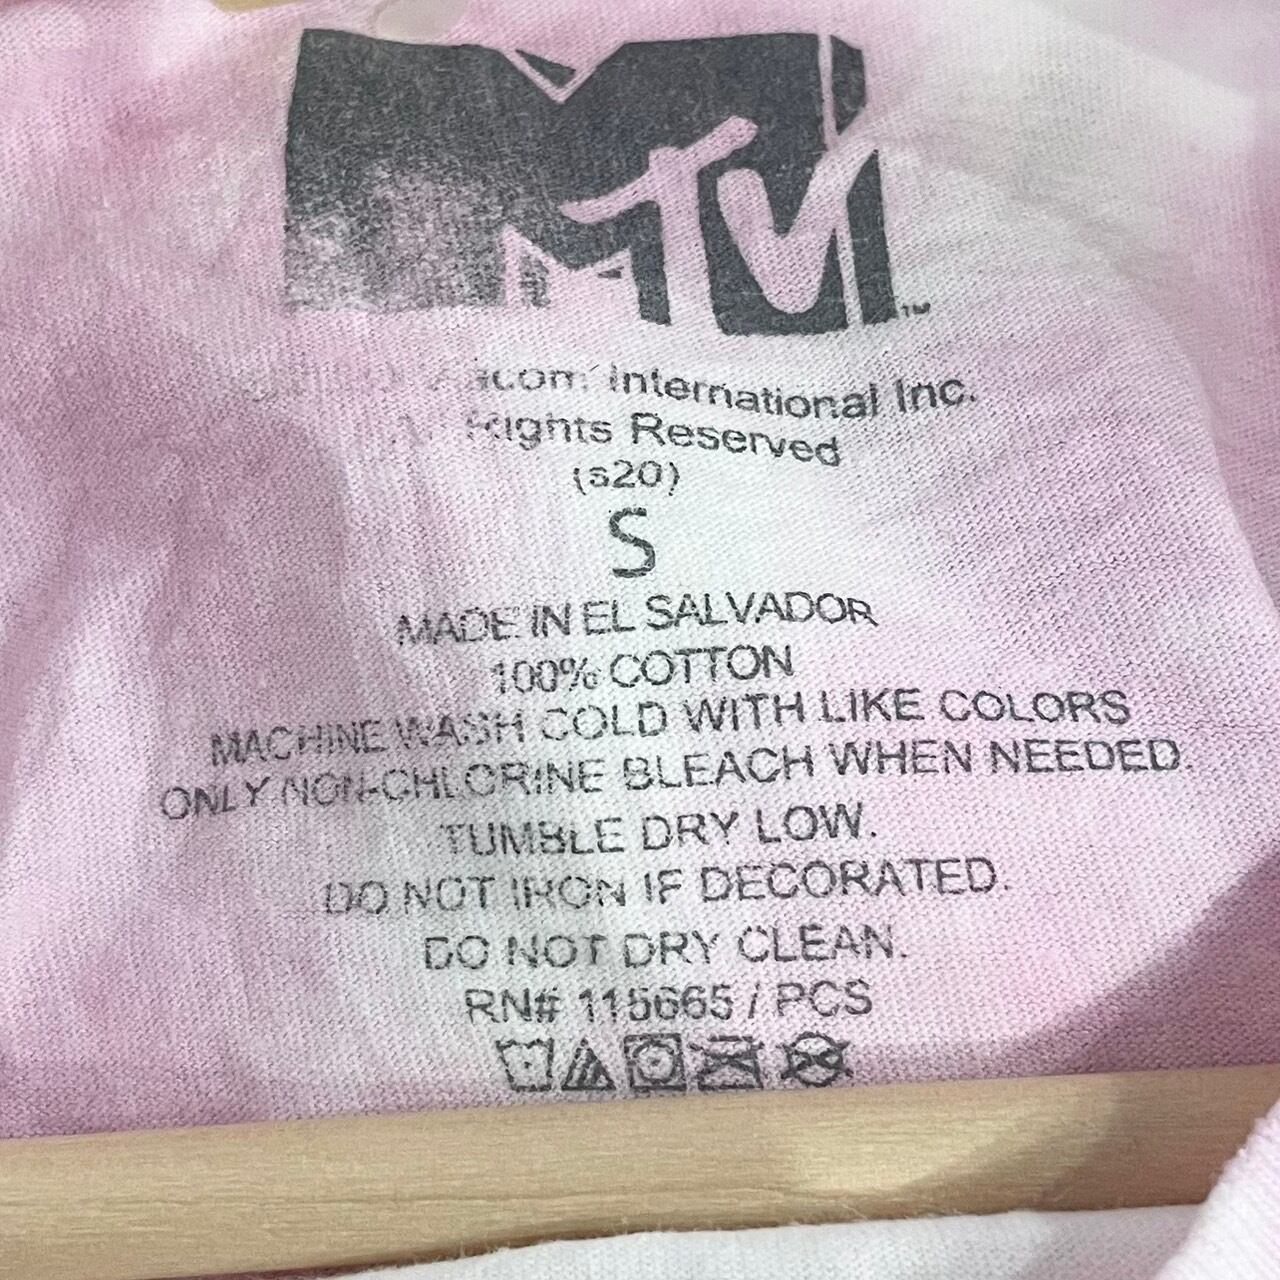 MTV™
International Inc.
Rights Reserved
(s20)
S
MADE IN EL SALVADOR
100% COTTON
MACHINE WASH COLD WITH LIKE COLORS
ONLY NON-CHLORINE BLEACH WHEN NEEDED.
TUMBLE DRY LOW.
DO NOT IRON IF DECORATED.
DO NOT DRY CLEAN.
RN# 115665 / PCS